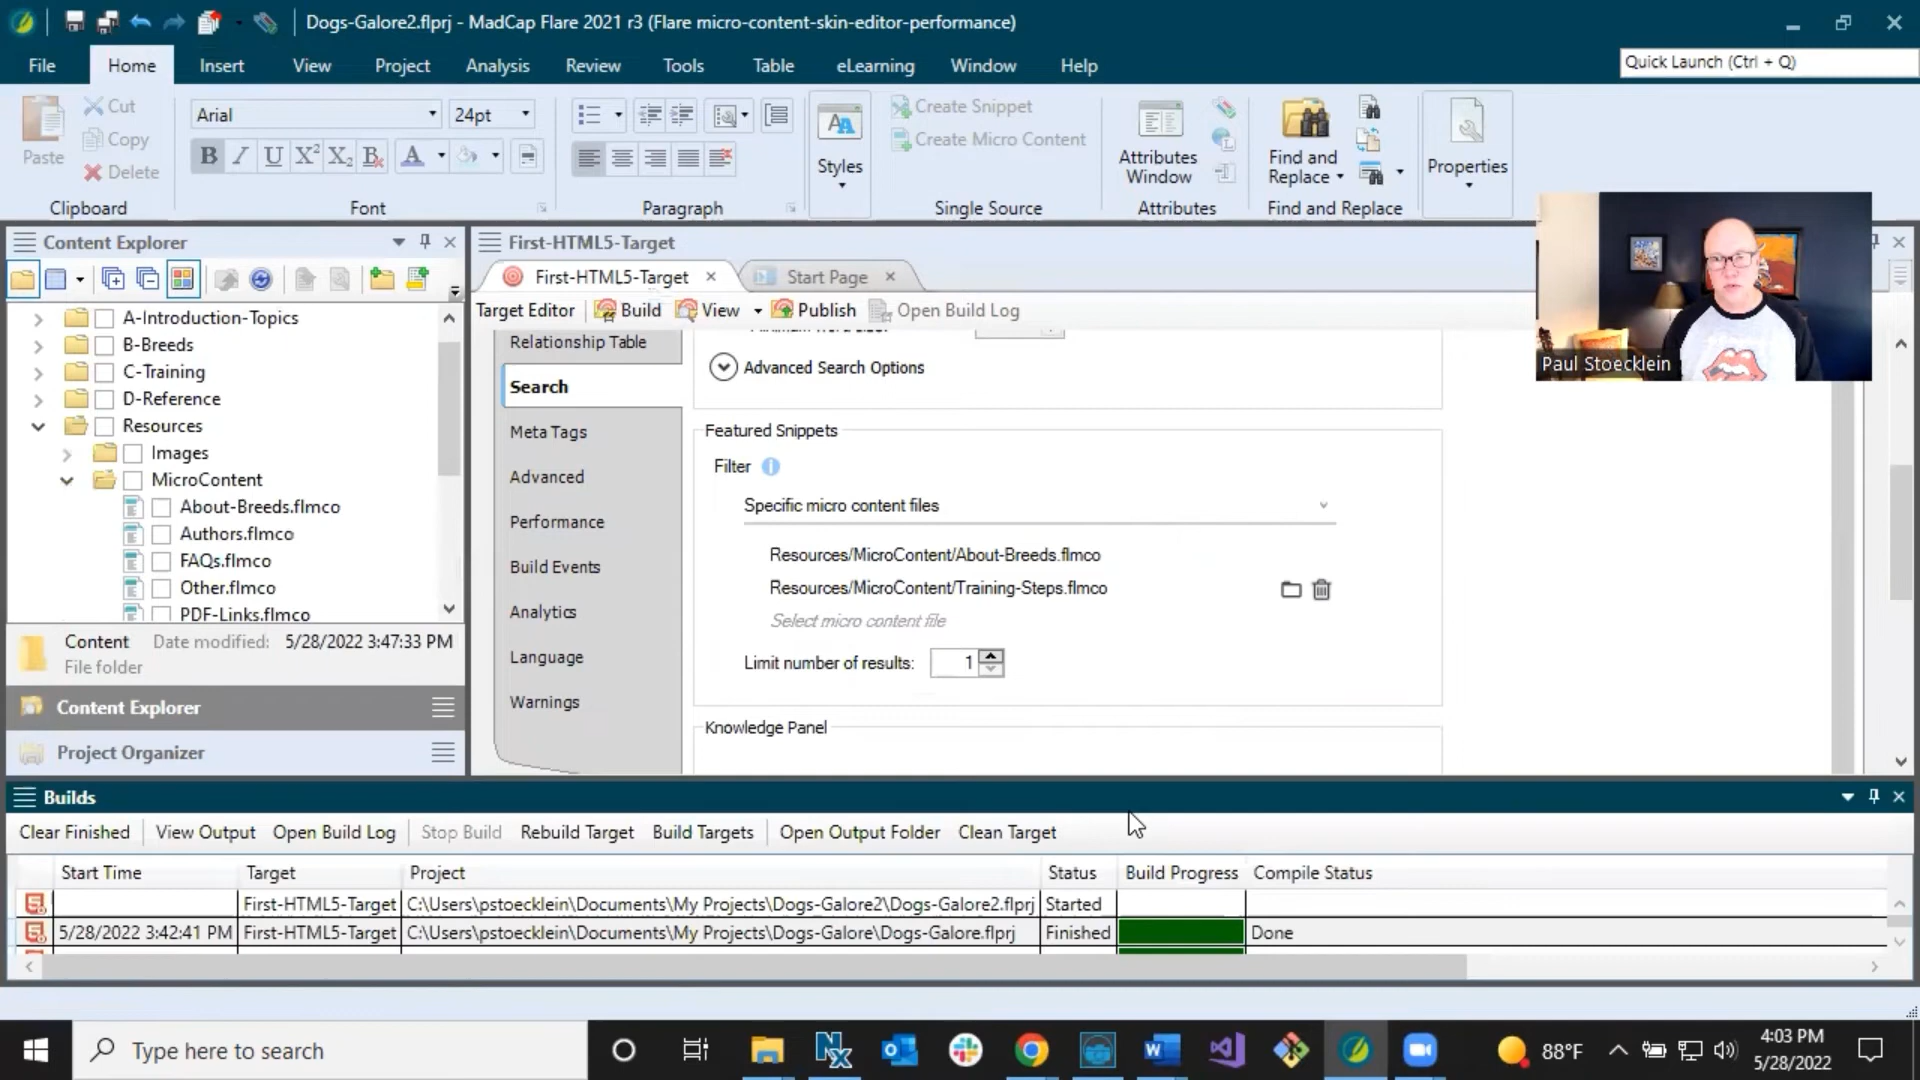 Dogs-Galore2.flprj - MadCap Flare 2021 r3 (Flare micro-content-skin-editor-performance)
File Home Insert View Project Analysis Review Tools Table eLearning Window Help
Quick Launch (Ctrl + Q)
Paste
Cut
Copy
Delete
Clipboard
Arial 24pt
B I U X² X₂ B A
Font
Paragraph
Styles
Create Snippet
Create Micro Content
Single Source
Attributes
Window
Attributes
Find and
Replace
Find and Replace
Properties
Paul Stoecklein
Content Explorer
A-Introduction-Topics
B-Breeds
C-Training
D-Reference
Resources
Images
MicroContent
About-Breeds.flmco
Authors.flmco
FAQs.flmco
Other.flmco
PDF-Links.flmco
Content Date modified: 5/28/2022 3:47:33 PM
File folder
Content Explorer
Project Organizer
First-HTML5-Target
First-HTML5-Target Start Page
Target Editor Build View Publish Open Build Log
Relationship Table
Search
Meta Tags
Advanced
Performance
Build Events
Analytics
Language
Warnings
Advanced Search Options
Featured Snippets
Filter
Specific micro content files
Resources/MicroContent/About-Breeds.flmco
Resources/MicroContent/Training-Steps.flmco
Select micro content file
Limit number of results: 1
Knowledge Panel
Builds
Clear Finished View Output Open Build Log Stop Build Rebuild Target Build Targets Open Output Folder Clean Target
Start Time Target Project Status Build Progress Compile Status
First-HTML5-Target C:\Users\pstoecklein\Documents\My Projects\Dogs-Galore2\Dogs-Galore2.flprj Started
5/28/2022 3:42:41 PM First-HTML5-Target C:\Users\pstoecklein\Documents\My Projects\Dogs-Galore\Dogs-Galore.flprj Finished Done
Type here to search
88°F
4:03 PM
5/28/2022